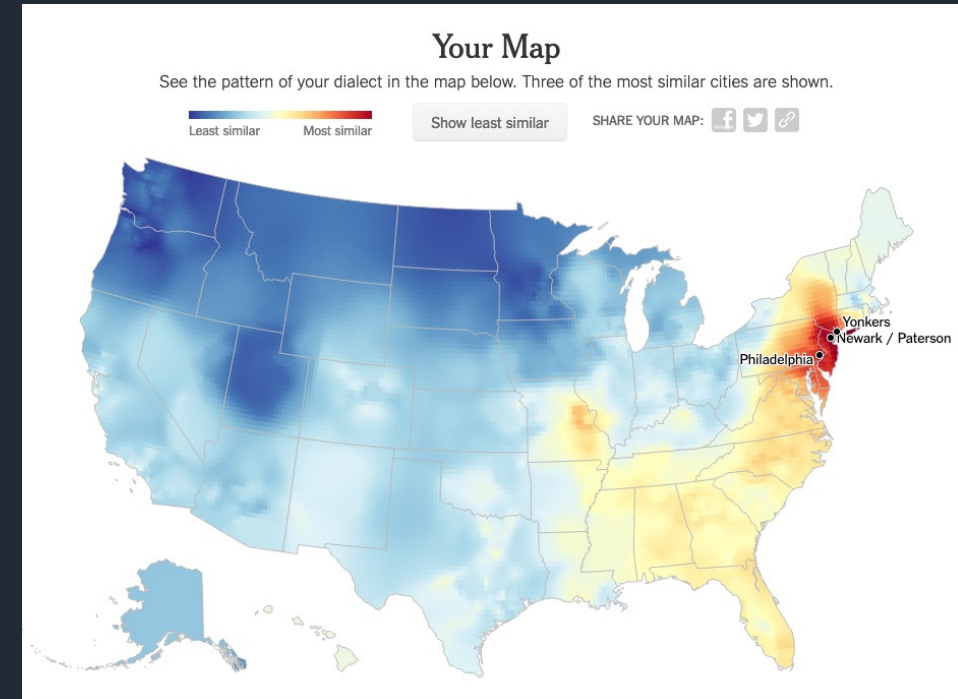 Your Map
See the pattern of your dialect in the map below. Three of the most similar cities are shown.
Least similar Most similar
Show least similar
SHARE YOUR MAP:
Yonkers
Newark / Paterson
Philadelphia